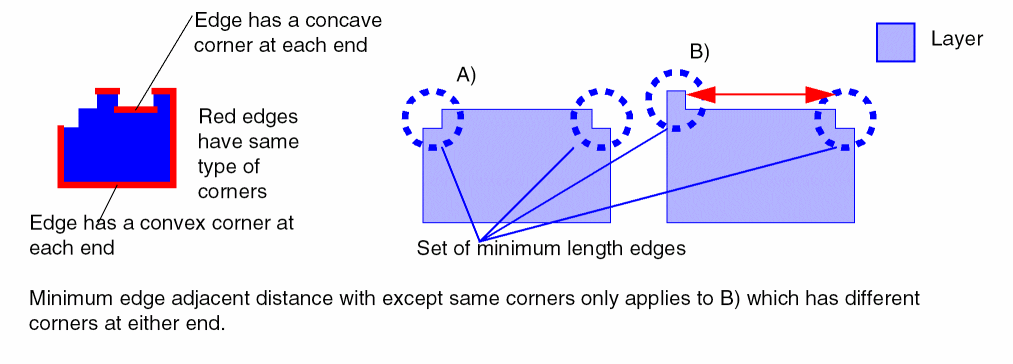 Edge has a concave
corner at each end
Red edges
have same
type of
corners
Edge has a convex corner at
each end
A)
B)
Layer
Set of minimum length edges
Minimum edge adjacent distance with except same corners only applies to B) which has different
corners at either end.